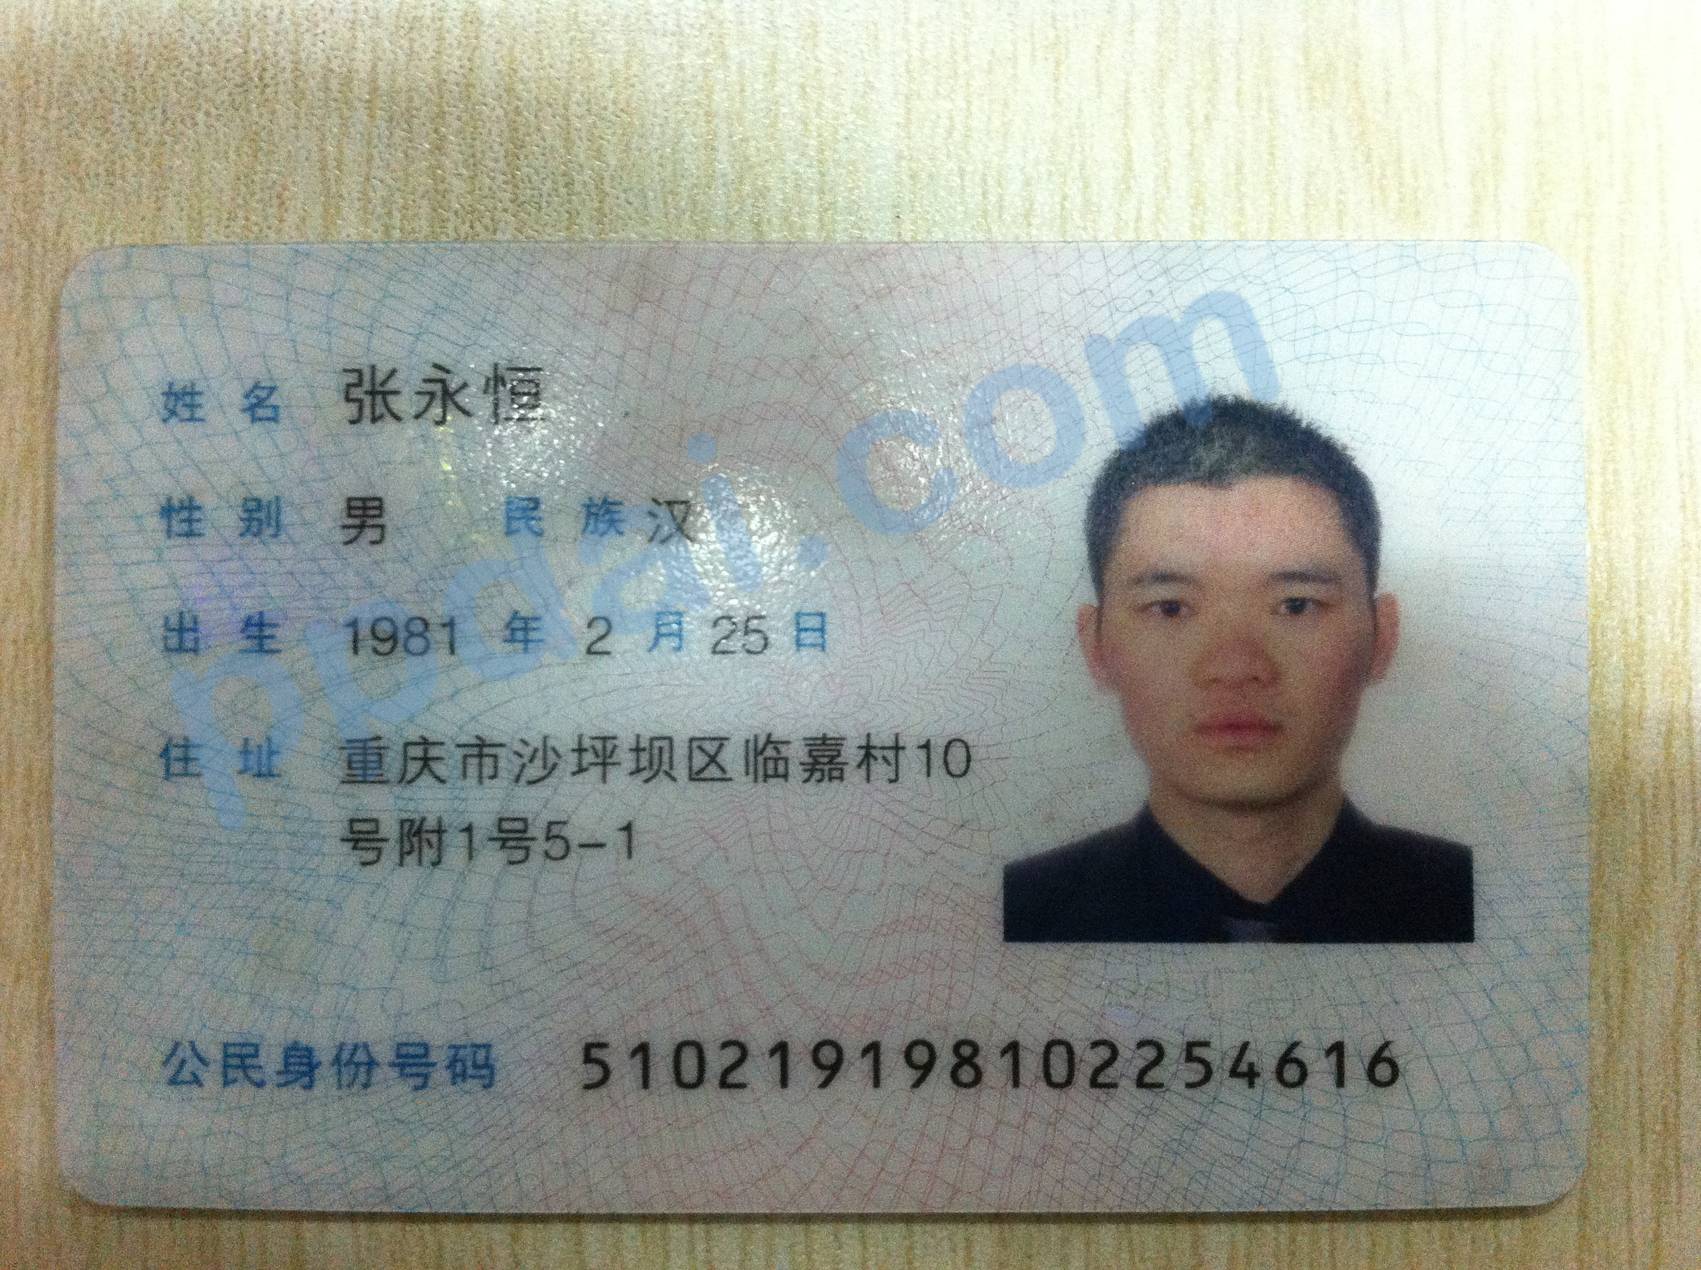 姓名 张永恒
性别 男 民族 汉
出生 1981 年 2 月 25 日
住址 重庆市沙坪坝区临嘉村10
号附1号5-1
公民身份号码 510219198102254616
ppdai.com